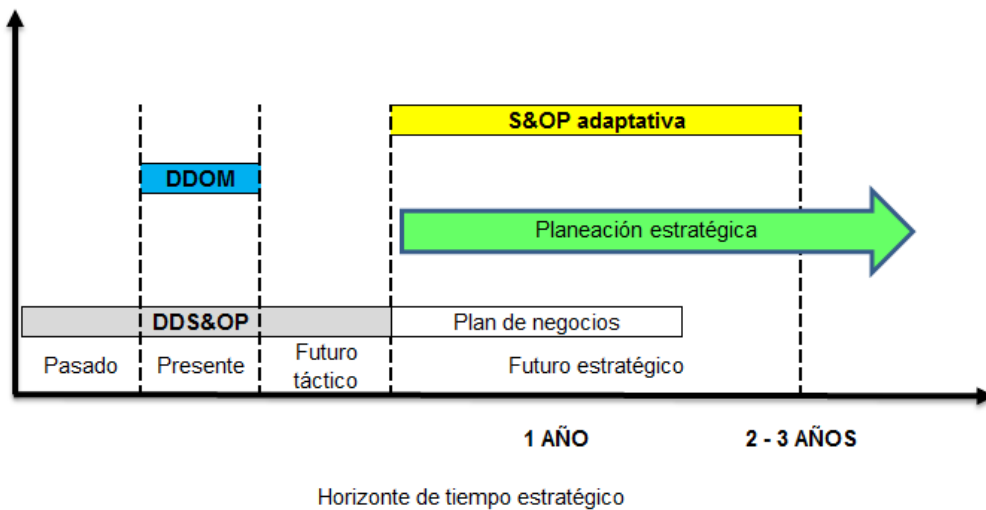 S&OP adaptativa
DDOM
Planeación estratégica
DDS&OP
Plan de negocios
Pasado
Presente
Futuro
táctico
Futuro estratégico
1 AÑO
2 - 3 AÑOS
Horizonte de tiempo estratégico